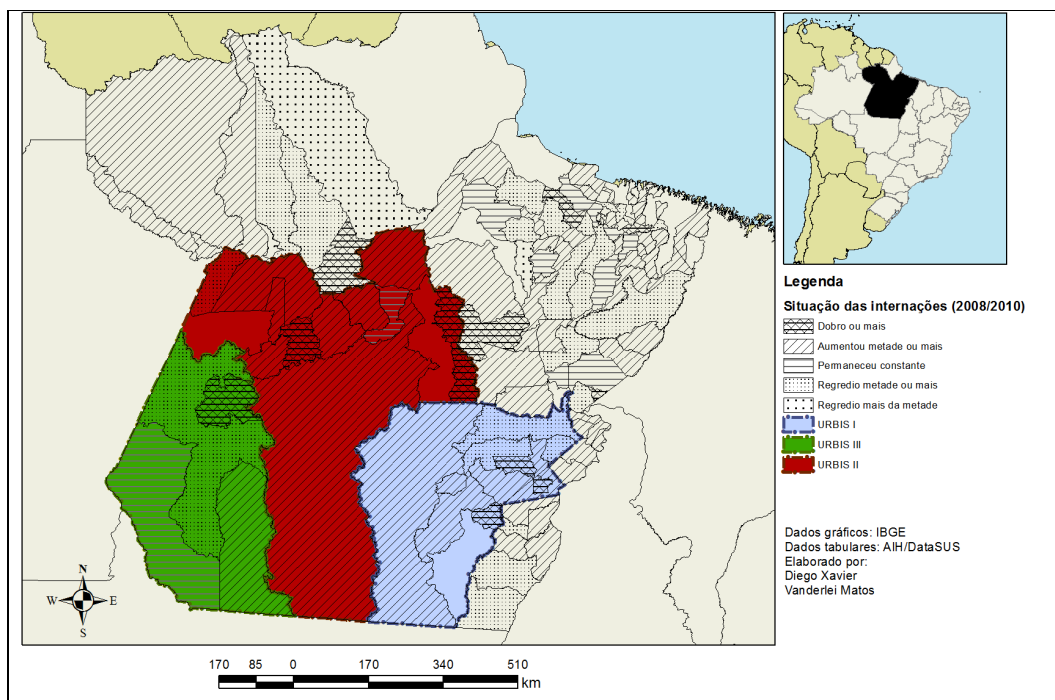 Legenda
Situação das internações (2008/2010)
Dobro ou mais
Aumentou metade ou mais
Permaneceu constante
Regredio metade ou mais
Regredio mais da metade
URBIS I
URBIS III
URBIS II
Dados gráficos: IBGE
Dados tabulares: AIH/DataSUS
Elaborado por:
Diego Xavier
Vanderlei Matos
N
W E
S
170 85 0 170 340 510
km